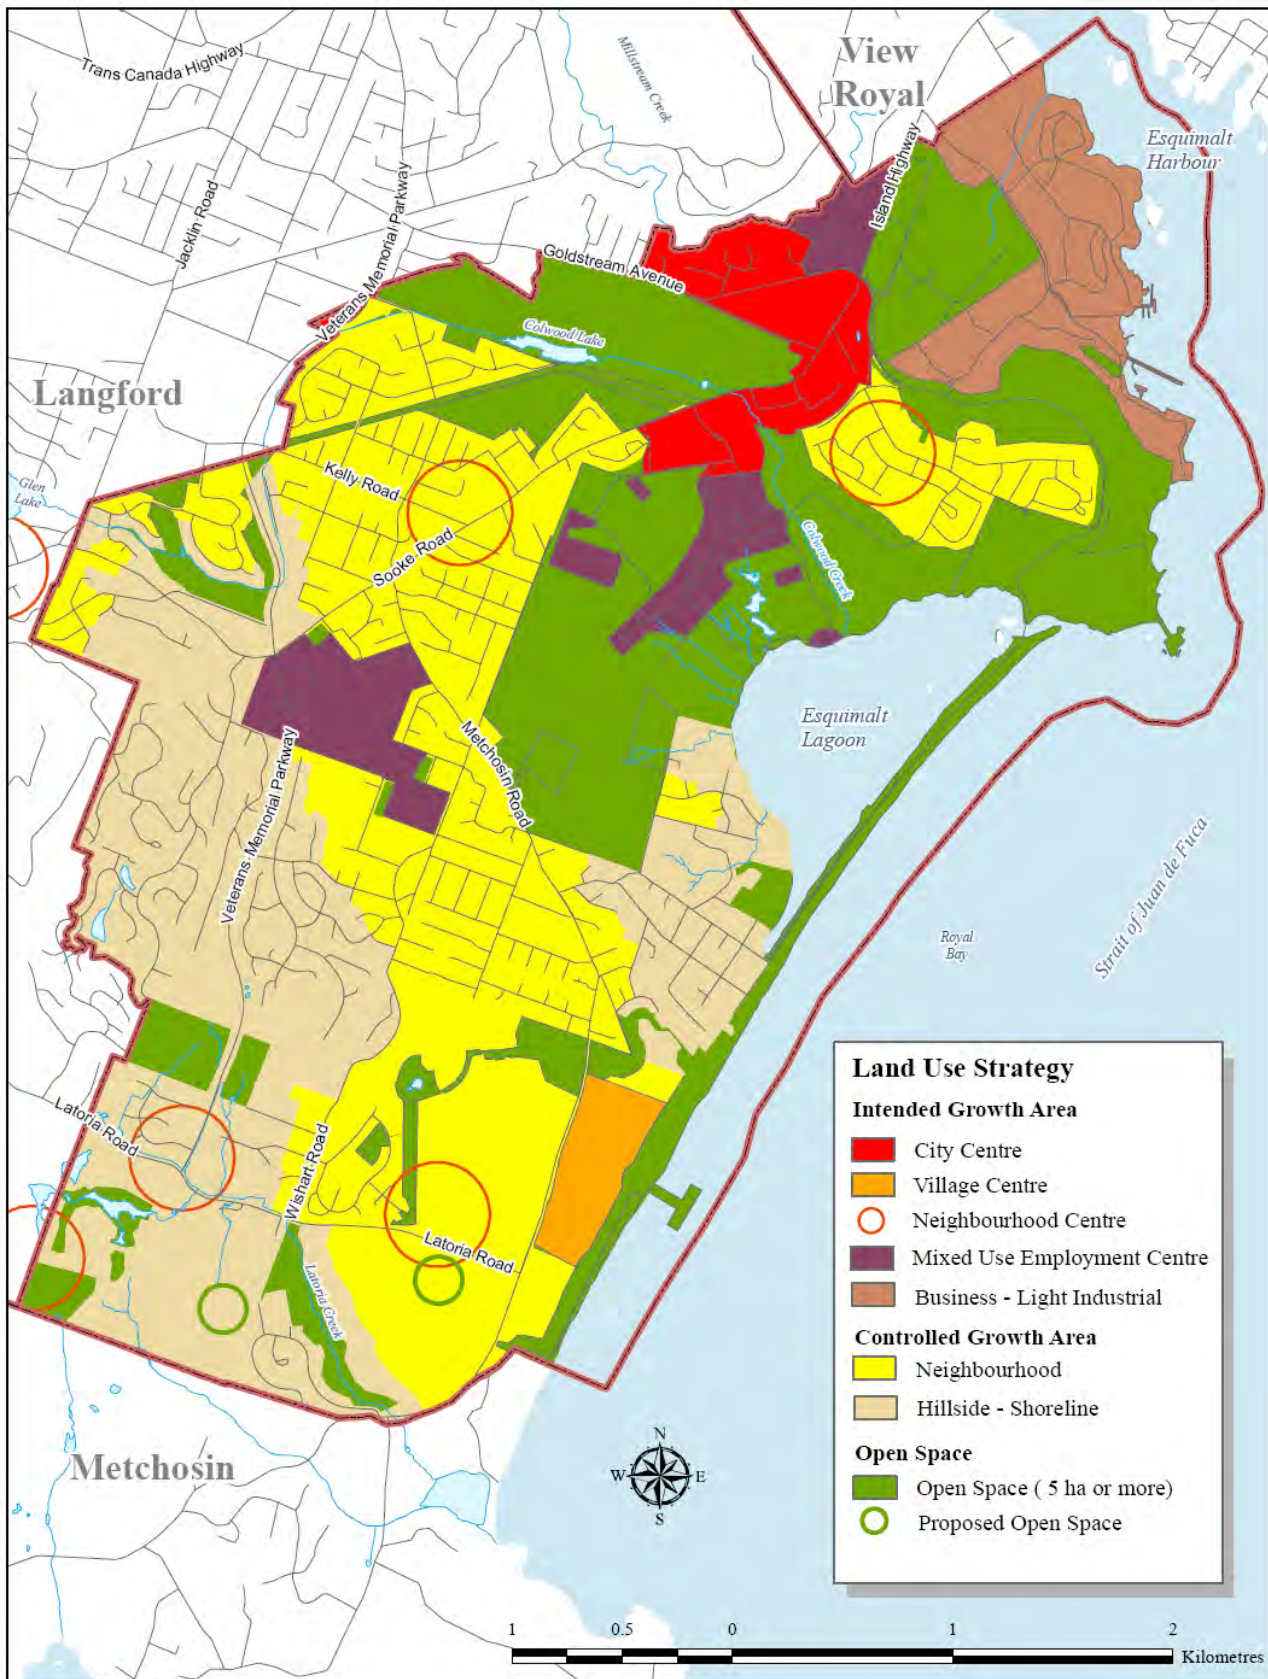 View
Royal
Trans Canada Highway
Millstream Creek
Esquimalt
Harbour
Island Highway
Jacklin Road
Veterans Memorial Parkway
Goldstream Avenue
Colwood Lake
Langford
Kelly Road
Glen
Lake
Sooke Road
Colwood Creek
Esquimalt
Lagoon
Metchosin Road
Veterans Memorial Parkway
Strait of Juan de Fuca
Royal
Bay
Latoria Road
Wishart Road
Latoria Road
Latoria Creek
Metchosin
N
W E
S
Land Use Strategy
Intended Growth Area
City Centre
Village Centre
Neighbourhood Centre
Mixed Use Employment Centre
Business - Light Industrial
Controlled Growth Area
Neighbourhood
Hillside - Shoreline
Open Space
Open Space ( 5 ha or more)
Proposed Open Space
1 0.5 0 1 2
Kilometres